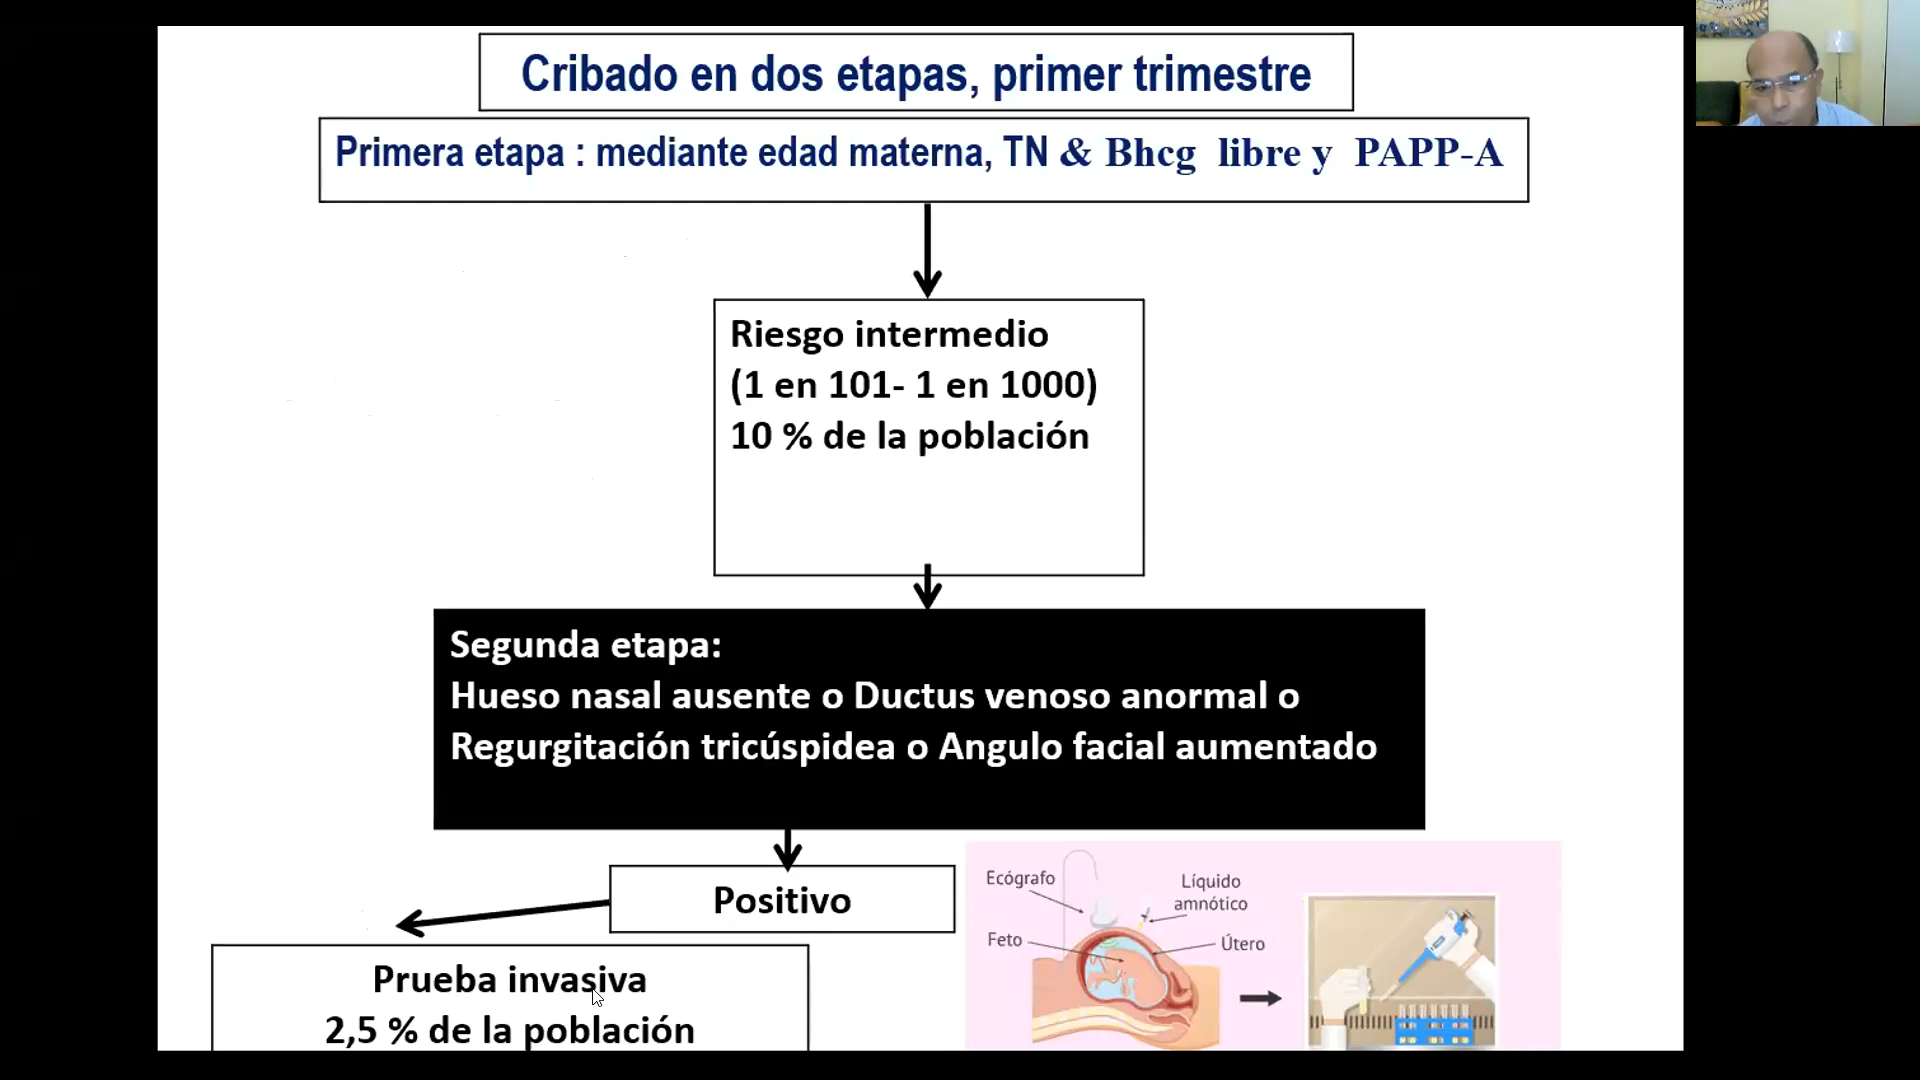 Cribado en dos etapas, primer trimestre
Primera etapa : mediante edad materna, TN & Bhcg libre y PAPP-A
Riesgo intermedio
(1 en 101- 1 en 1000)
10 % de la población
Segunda etapa:
Hueso nasal ausente o Ductus venoso anormal o
Regurgitación tricúspidea o Angulo facial aumentado
Positivo
Prueba invasiva
2,5 % de la población
Ecógrafo
Líquido
amnótico
Feto
Útero